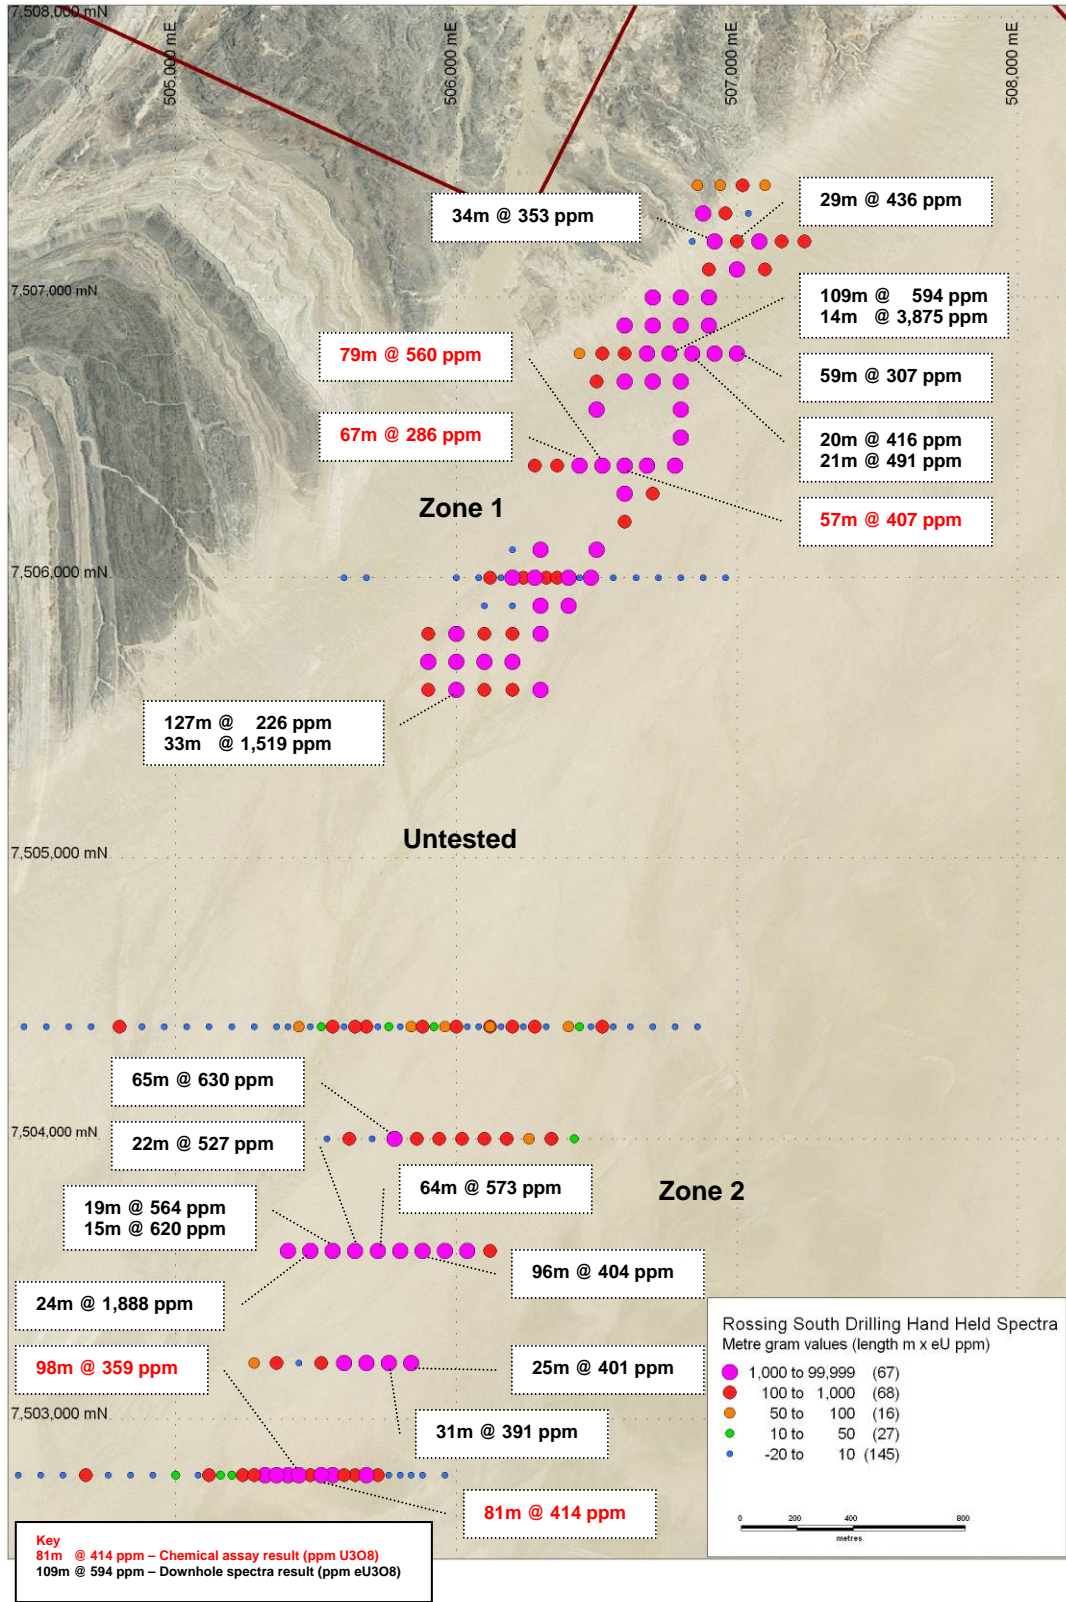 7,508,000 mN
505,000 mE
506,000 mE
507,000 mE
508,000 mE
34m @ 353 ppm
29m @ 436 ppm
7,507,000 mN
109m @ 594 ppm
14m @ 3,875 ppm
79m @ 560 ppm
59m @ 307 ppm
67m @ 286 ppm
20m @ 416 ppm
21m @ 491 ppm
Zone 1
57m @ 407 ppm
7,506,000 mN
127m @ 226 ppm
33m @ 1,519 ppm
Untested
7,505,000 mN
65m @ 630 ppm
7,504,000 mN
22m @ 527 ppm
64m @ 573 ppm
Zone 2
19m @ 564 ppm
15m @ 620 ppm
96m @ 404 ppm
24m @ 1,888 ppm
98m @ 359 ppm
25m @ 401 ppm
7,503,000 mN
31m @ 391 ppm
81m @ 414 ppm
Rossing South Drilling Hand Held Spectra
Metre gram values (length m x eU ppm)
1,000 to 99,999 (67)
100 to 1,000 (68)
50 to 100 (16)
10 to 50 (27)
-20 to 10 (145)
0 200 400 800
metres
Key
81m @ 414 ppm – Chemical assay result (ppm U3O8)
109m @ 594 ppm – Downhole spectra result (ppm eU3O8)